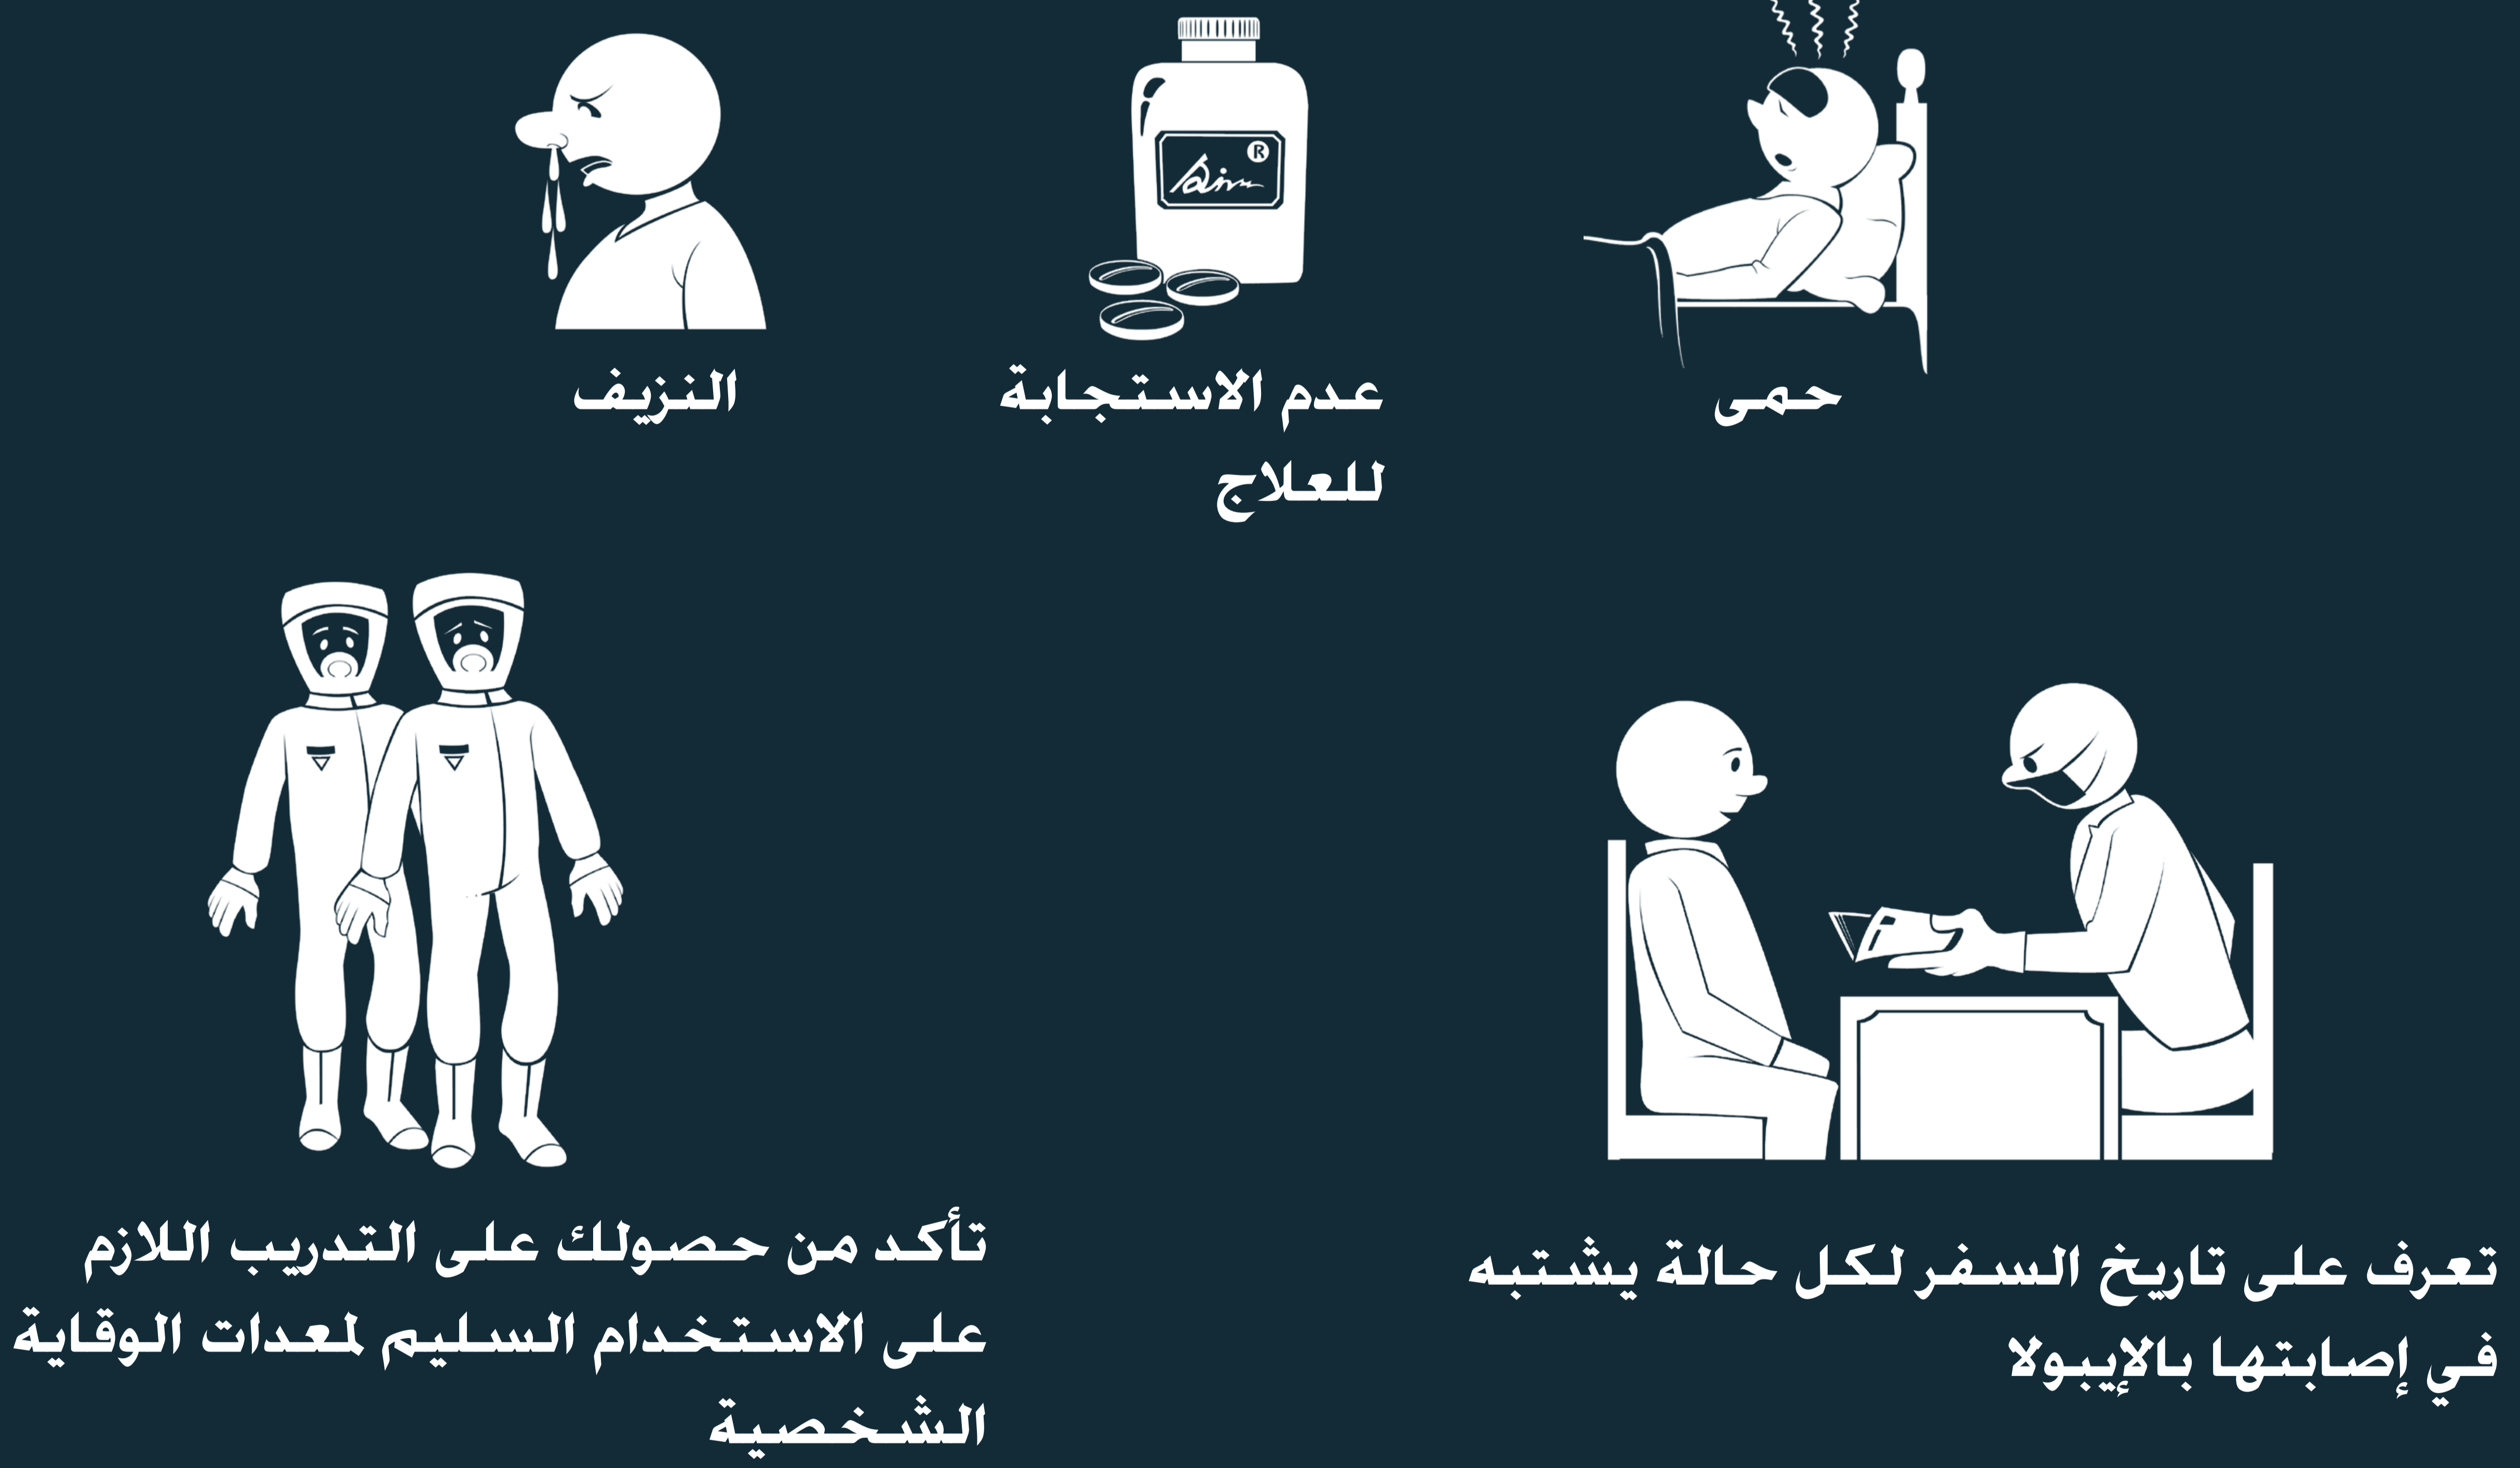 حمى
عدم الاستجابة
للعلاج
النزيف
تعرف على تاريخ السفر لكل حالة يشتبه
في إصابتها بالإيبولا
تأكد من حصولك على التدريب اللازم
على الاستخدام السليم لمعدات الوقاية
الشخصية
®